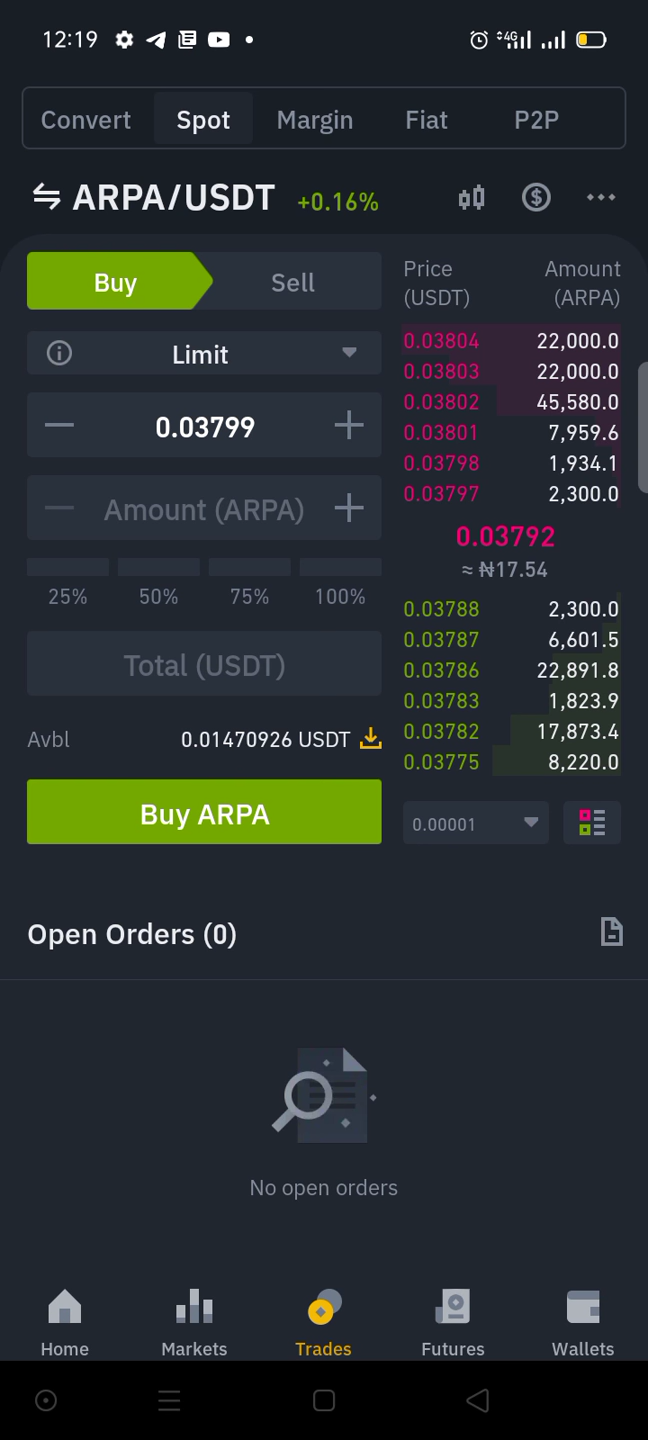 12:19
4G
Convert Spot Margin Fiat P2P
ARPA/USDT +0.16%
Buy Sell
Price (USDT) Amount (ARPA)
Limit
0.03799
Amount (ARPA)
25% 50% 75% 100%
Total (USDT)
Avbl 0.01470926 USDT
Buy ARPA
0.03804 22,000.0
0.03803 22,000.0
0.03802 45,580.0
0.03801 7,959.6
0.03798 1,934.1
0.03797 2,300.0
0.03792
≈ ₦17.54
0.03788 2,300.0
0.03787 6,601.5
0.03786 22,891.8
0.03783 1,823.9
0.03782 17,873.4
0.03775 8,220.0
0.00001
Open Orders (0)
No open orders
Home Markets Trades Futures Wallets